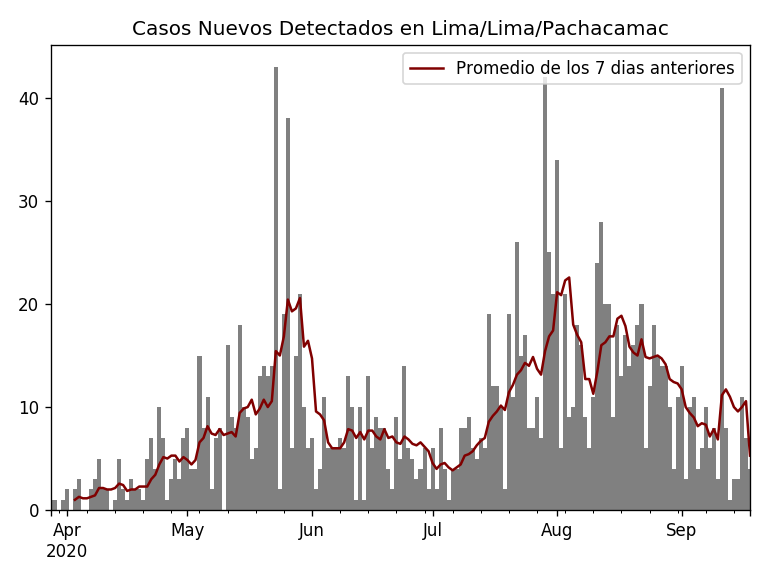 Casos Nuevos Detectados en Lima/Lima/Pachacamac
Promedio de los 7 dias anteriores
40
30
20
10
0
Apr May Jun Jul Aug Sep
2020